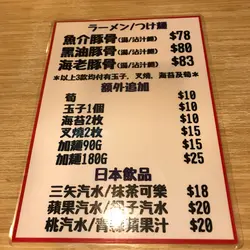 ラーメン/つけ麺
魚介豚骨(湯/沾汁麵) $78
黑油豚骨(湯/沾汁麵) $80
海老豚骨(湯/沾汁麵) $83
*以上3款均付有玉子, 叉燒, 海苔及筍*
額外追加
筍 $10
玉子1個 $10
海苔2枚 $10
叉燒2枚 $15
加麵90G $15
加麵180G $25
日本飲品
三矢汽水/抹茶可樂 $18
蘋果汽水/子汽水 $20
桃汽水/蘋果汁 $20